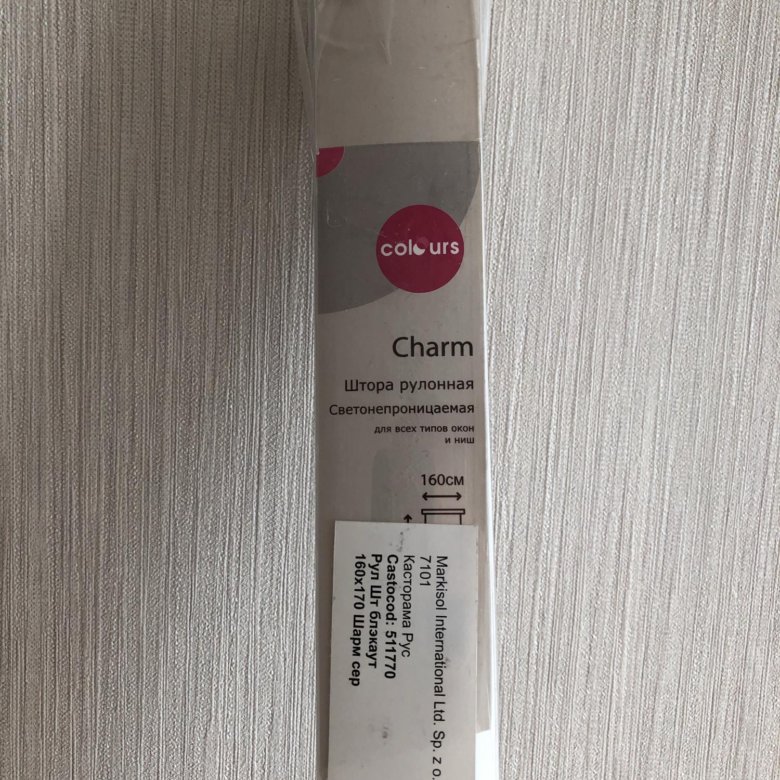 colours
Charm
Штора рулонная
Светонепроницаемая
для всех типов окон
и ниш
160см
Markisol International Ltd. Sp. z o.
7101
Касторама Рус
Castocod: 511770
Рул Шт блэкаут
160x170 Шарм сер